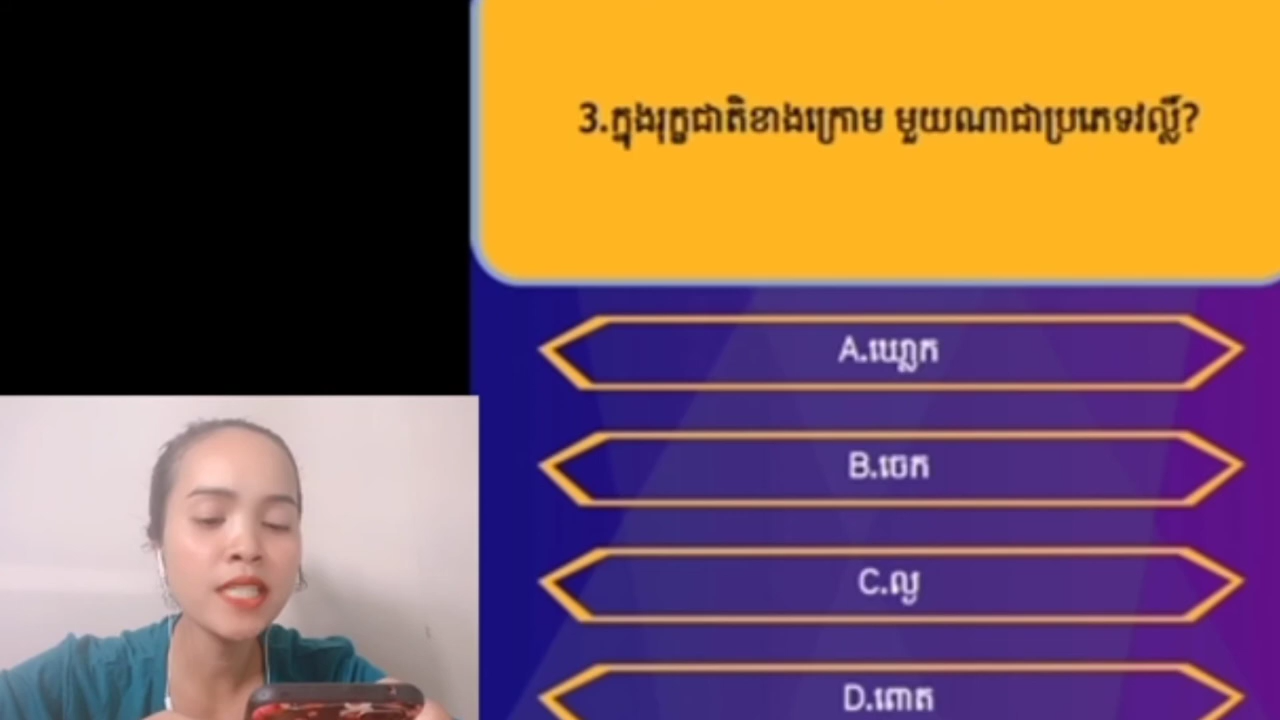 3.ក្នុងរុក្ខជាតិខាងក្រោម មួយណាជាប្រភេទវល្លិ៍?
A.ឃ្លោក
B.ចេក
C.ល្ង
D.ពោត